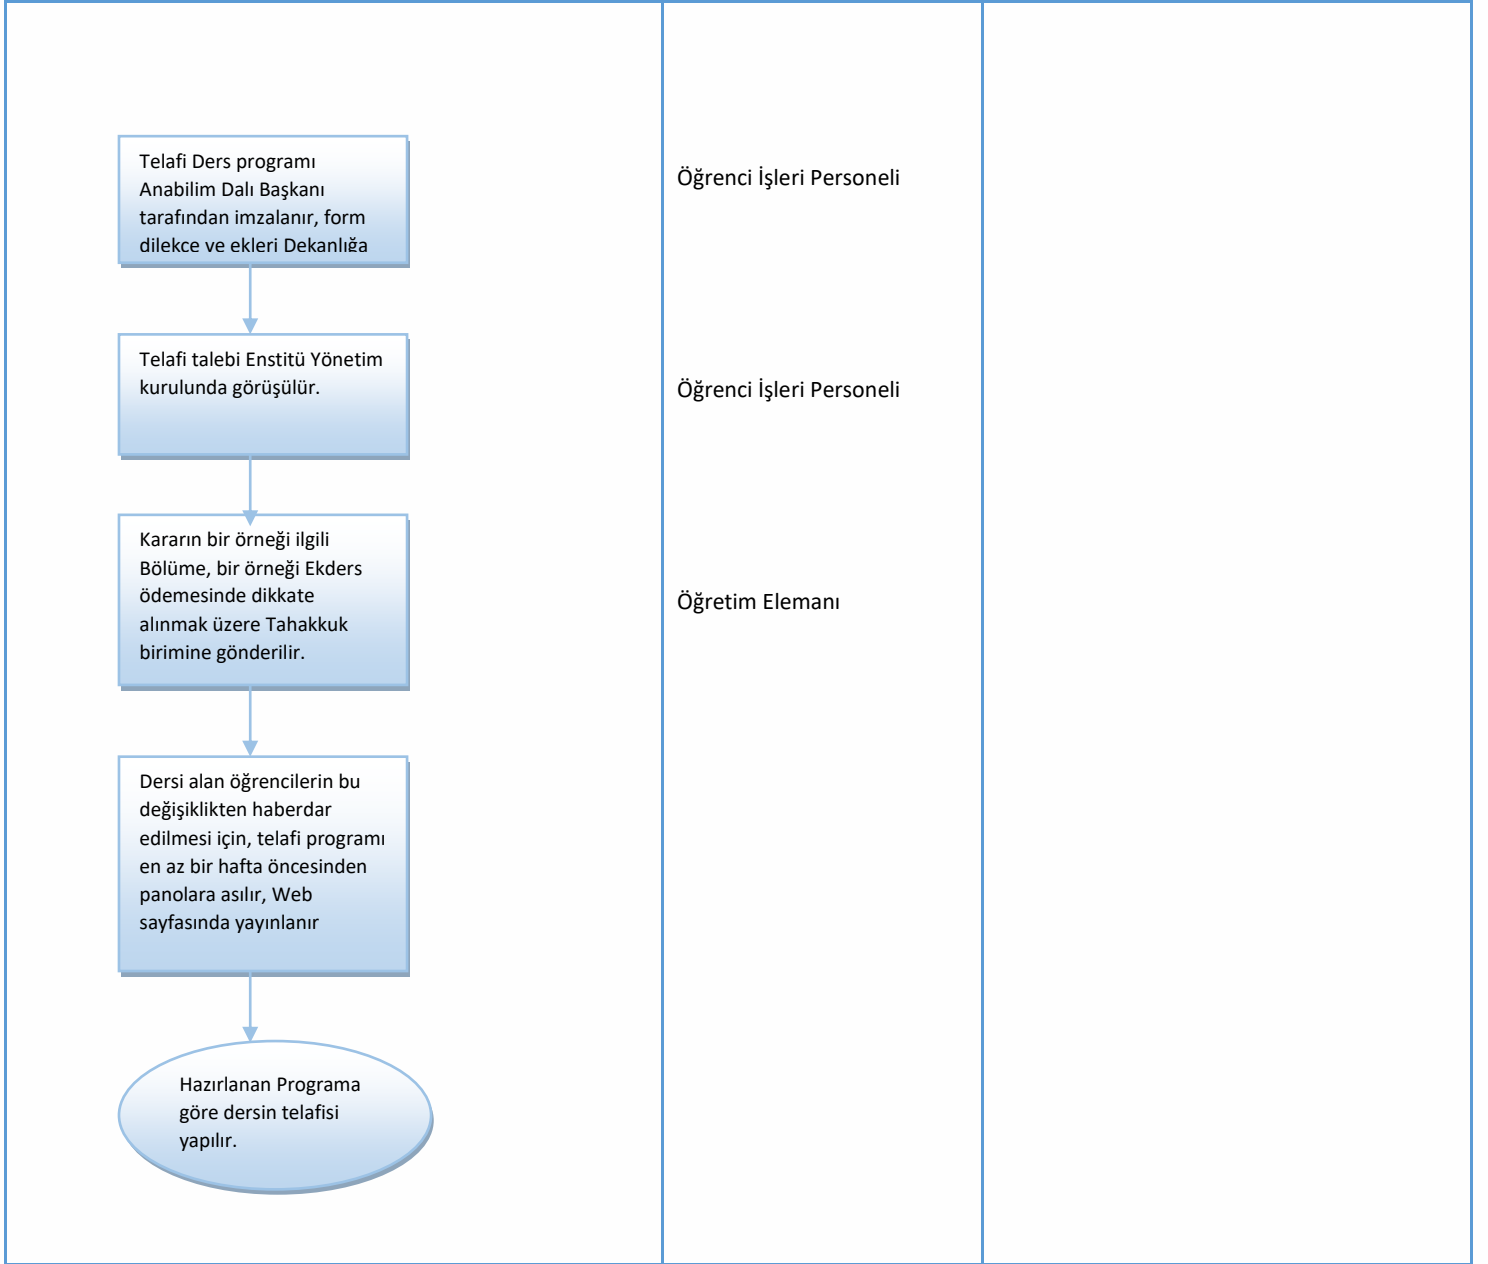 Telafi Ders programı
Anabilim Dalı Başkanı
tarafından imzalanır, form
dilekçe ve ekleri Dekanlığa
Öğrenci İşleri Personeli
Telafi talebi Enstitü Yönetim
kurulunda görüşülür.
Öğrenci İşleri Personeli
Kararın bir örneği ilgili
Bölüme, bir örneği Ekders
ödemesinde dikkate
alınmak üzere Tahakkuk
birimine gönderilir.
Öğretim Elemanı
Dersi alan öğrencilerin bu
değişiklikten haberdar
edilmesi için, telafi programı
en az bir hafta öncesinden
panolara asılır, Web
sayfasında yayınlanır
Hazırlanan Programa
göre dersin telafisi
yapılır.